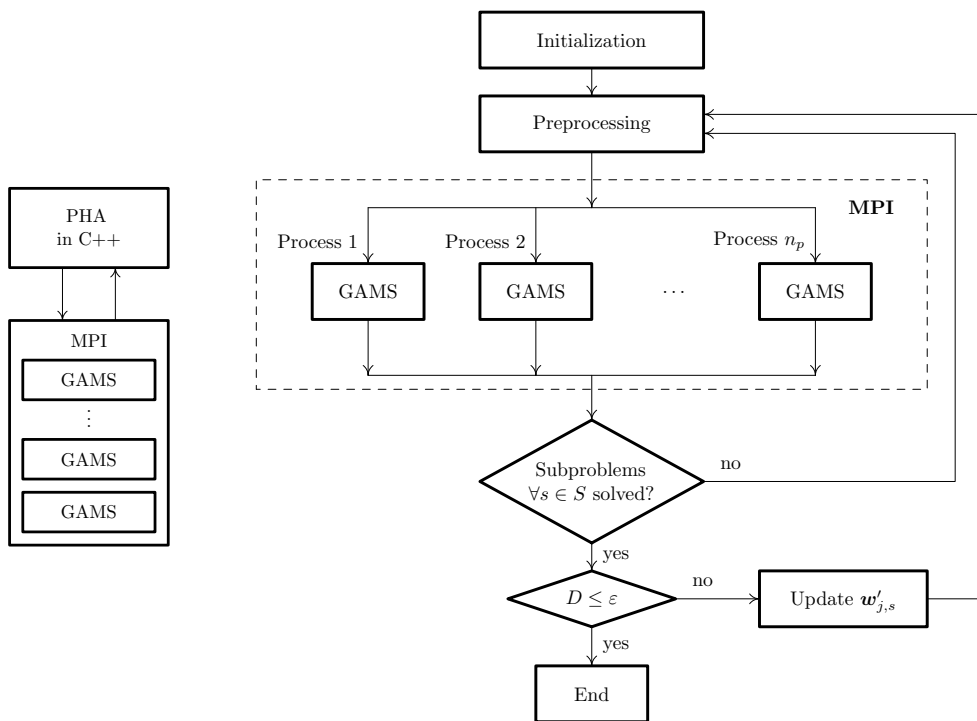 PHA
in C++
MPI
GAMS
⋮
GAMS
GAMS
Initialization
Preprocessing
MPI
Process 1
Process 2
Process $n_p$
GAMS
GAMS
⋯
GAMS
Subproblems
∀s ∈ S solved?
no
yes
D ≤ ε
no
Update $\boldsymbol{w}'_{j,s}$
yes
End